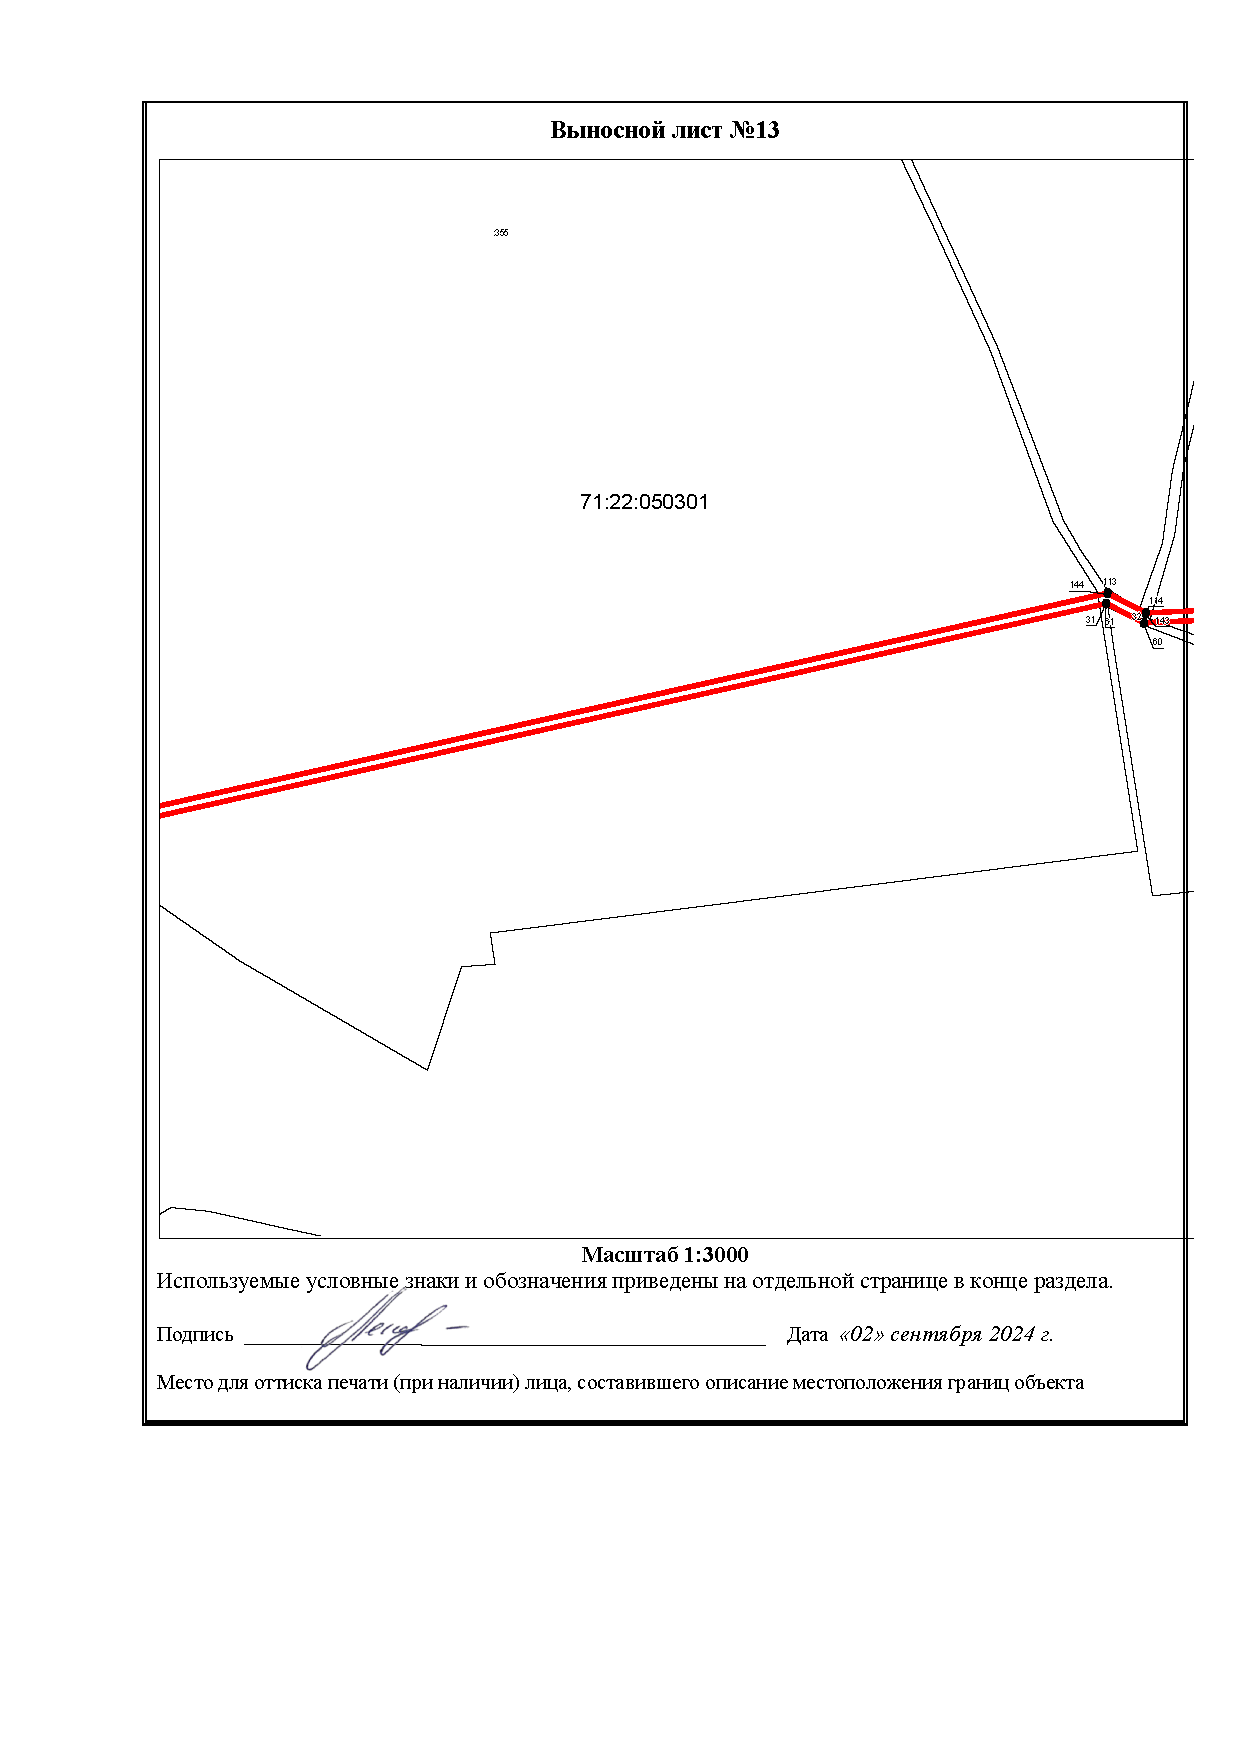 Выносной лист №13
355
71:22:050301
144
113
114
31
61
32
143
60
Масштаб 1:3000
Используемые условные знаки и обозначения приведены на отдельной странице в конце раздела.
Подпись Дата «02» сентября 2024 г.
Место для оттиска печати (при наличии) лица, составившего описание местоположения границ объекта